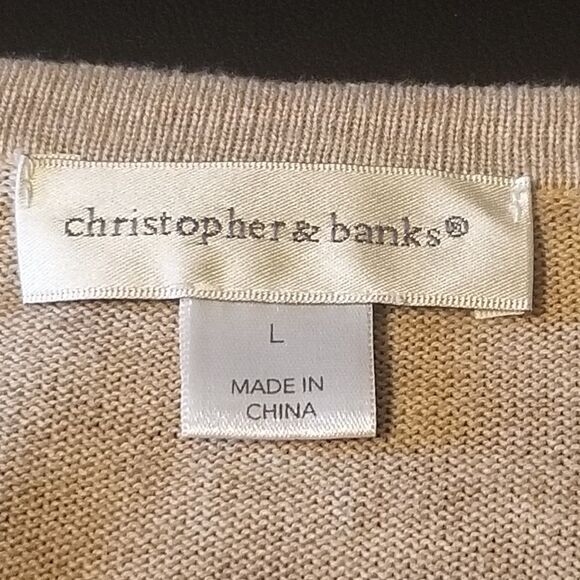 christopher & banks®
L
MADE IN
CHINA